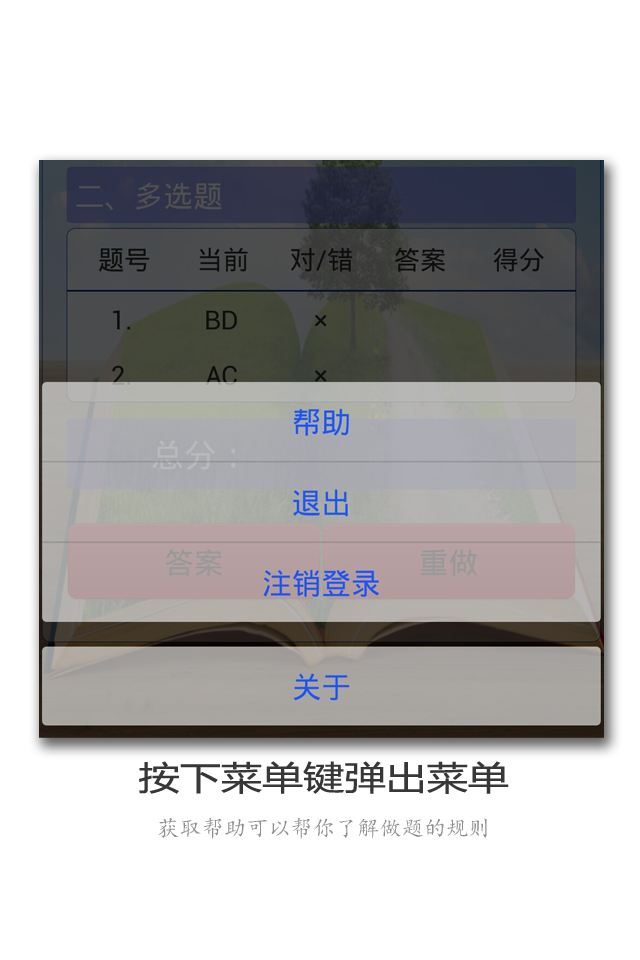 二、多选题
题号 当前 对/错 答案 得分
1. BD ×
2. AC ×
帮助
总分：
退出
答案 重做
注销登录
关于
按下菜单键弹出菜单
获取帮助可以帮你了解做题的规则